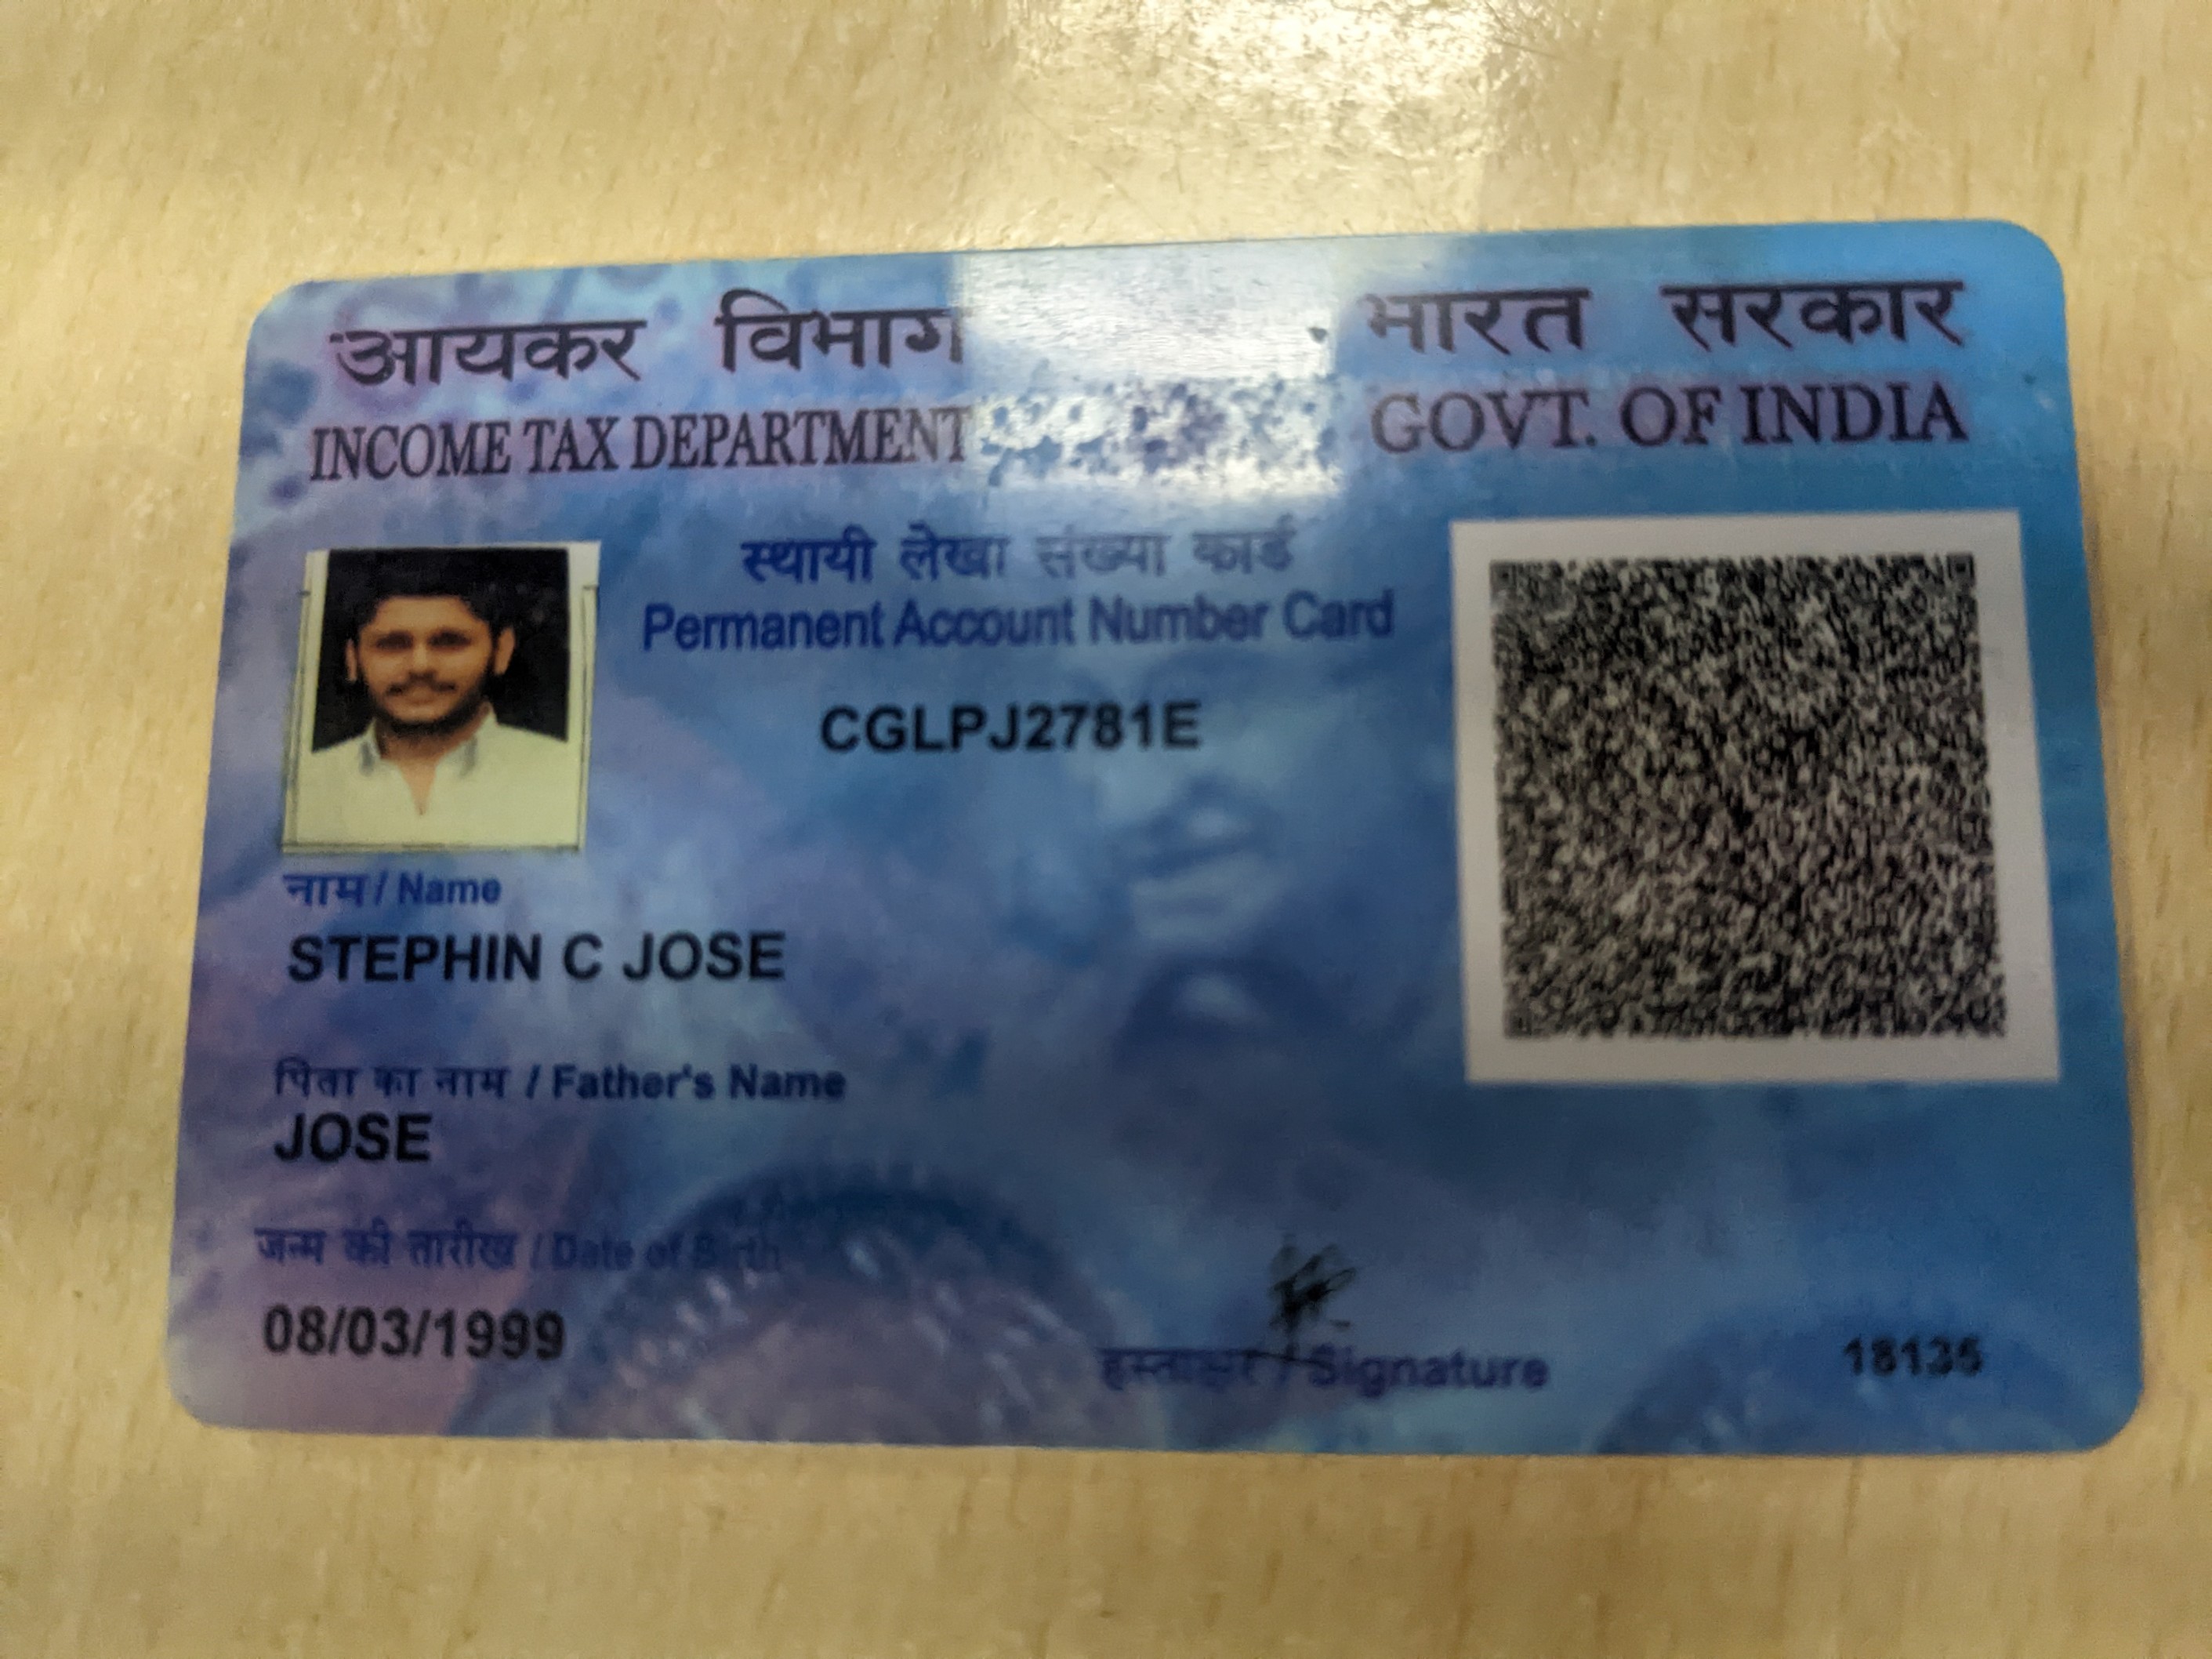 आयकर विभाग
INCOME TAX DEPARTMENT
भारत सरकार
GOVT. OF INDIA
स्थायी लेखा संख्या कार्ड
Permanent Account Number Card
CGLPJ2781E
नाम / Name
STEPHIN C JOSE
पिता का नाम / Father's Name
JOSE
जन्म की तारीख / Date of Birth
08/03/1999
हस्ताक्षर / Signature
18135